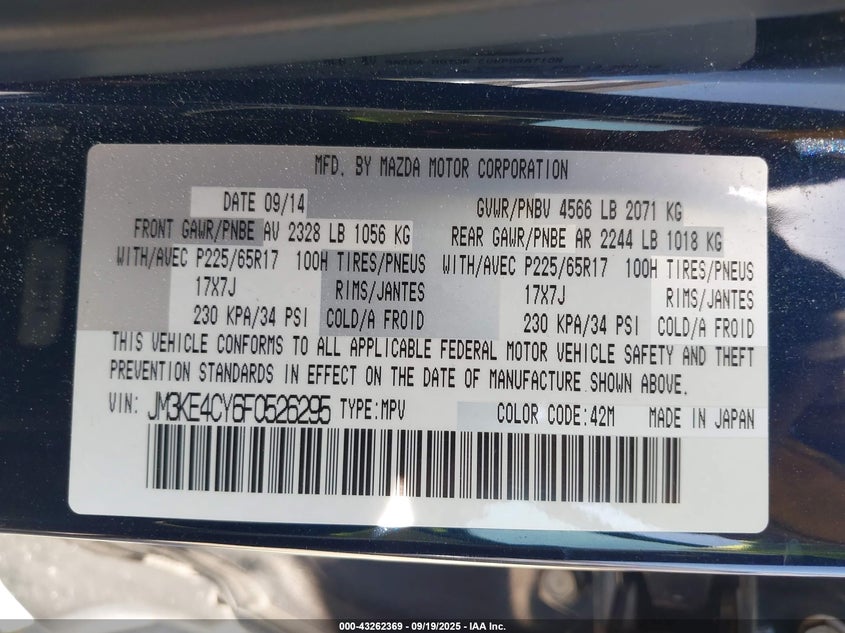 MFD. BY MAZDA MOTOR CORPORATION
DATE 09/14 GVWR/PNBV 4566 LB 2071 KG
FRONT GAWR/PNBE AV 2328 LB 1056 KG REAR GAWR/PNBE AR 2244 LB 1018 KG
WITH/AVEC P225/65R17 100H TIRES/PNEUS WITH/AVEC P225/65R17 100H TIRES/PNEUS
17X7J RIMS/JANTES 17X7J RIMS/JANTES
230 KPA/34 PSI COLD/A FROID 230 KPA/34 PSI COLD/A FROID
THIS VEHICLE CONFORMS TO ALL APPLICABLE FEDERAL MOTOR VEHICLE SAFETY AND THEFT
PREVENTION STANDARDS IN EFFECT ON THE DATE OF MANUFACTURE SHOWN ABOVE.
VIN: JM3KE4CY6F0526295 TYPE:MPV COLOR CODE:42M MADE IN JAPAN
000-43262369 - 09/19/2025 - IAA Inc.